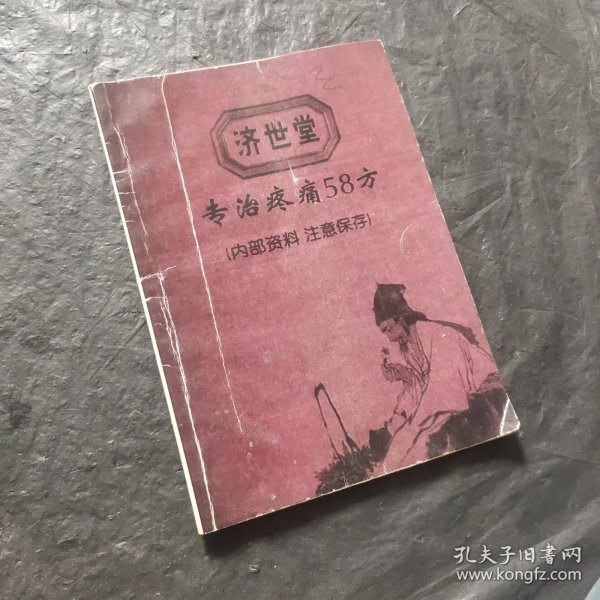 济世堂
专治疼痛58方
(内部资料 注意保存)
孔夫子旧书网
www.kongfz.com